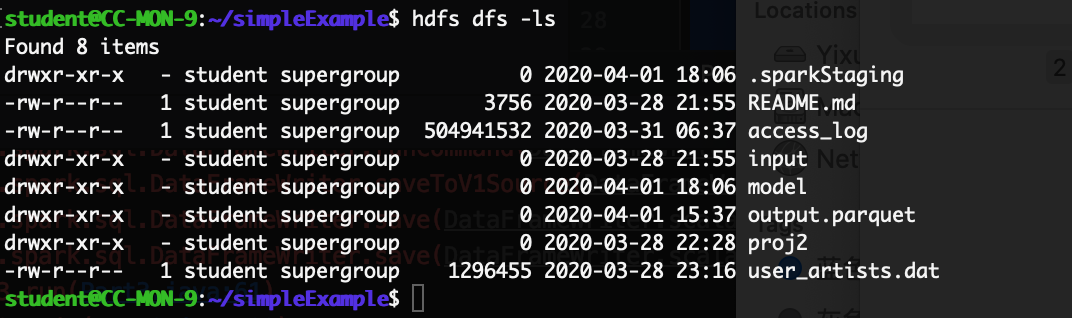 student@CC-MON-9:~/simpleExample$ hdfs dfs -ls
Found 8 items
drwxr-xr-x   - student supergroup          0 2020-04-01 18:06 .sparkStaging
-rw-r--r--   1 student supergroup       3756 2020-03-28 21:55 README.md
-rw-r--r--   1 student supergroup  504941532 2020-03-31 06:37 access_log
drwxr-xr-x   - student supergroup          0 2020-03-28 21:55 input
drwxr-xr-x   - student supergroup          0 2020-04-01 18:06 model
drwxr-xr-x   - student supergroup          0 2020-04-01 15:37 output.parquet
drwxr-xr-x   - student supergroup          0 2020-03-28 22:28 proj2
-rw-r--r--   1 student supergroup    1296455 2020-03-28 23:16 user_artists.dat
student@CC-MON-9:~/simpleExample$
Locations
28
2